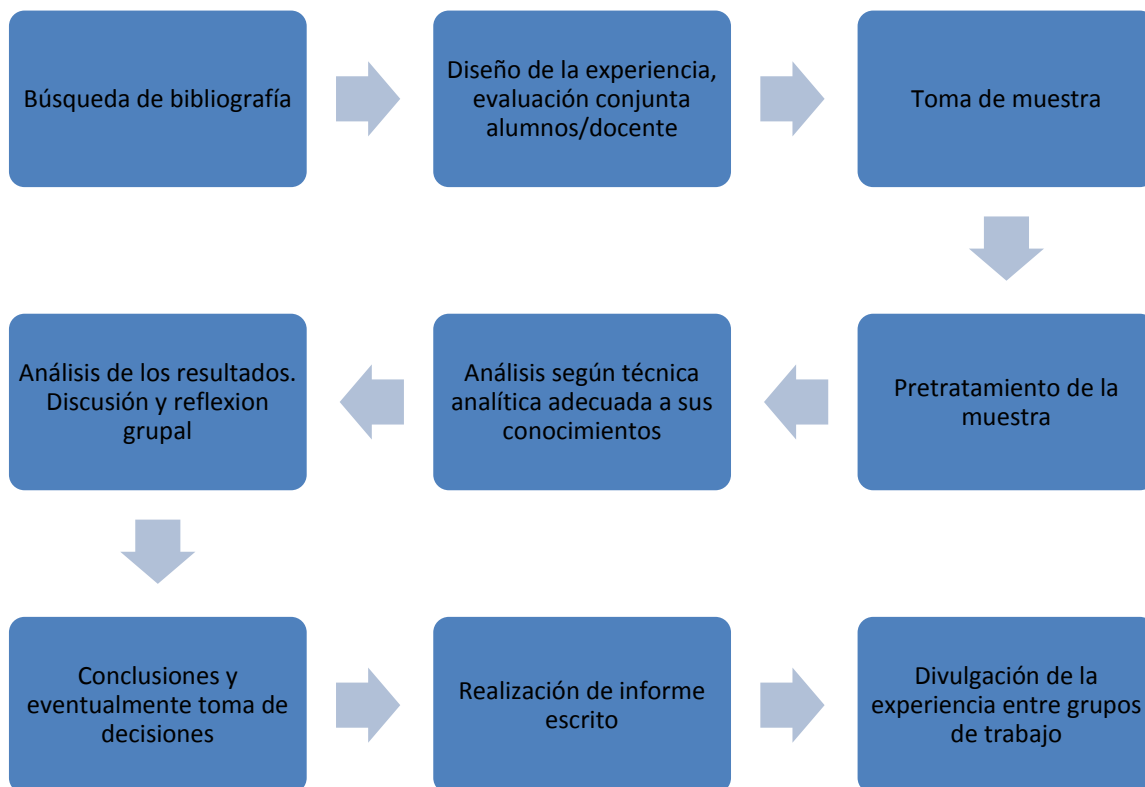 Búsqueda de bibliografía
Diseño de la experiencia,
evaluación conjunta
alumnos/docente
Toma de muestra
Pretratamiento de la
muestra
Análisis según técnica
analítica adecuada a sus
conocimientos
Análisis de los resultados.
Discusión y reflexion
grupal
Conclusiones y
eventualmente toma de
decisiones
Realización de informe
escrito
Divulgación de la
experiencia entre grupos
de trabajo